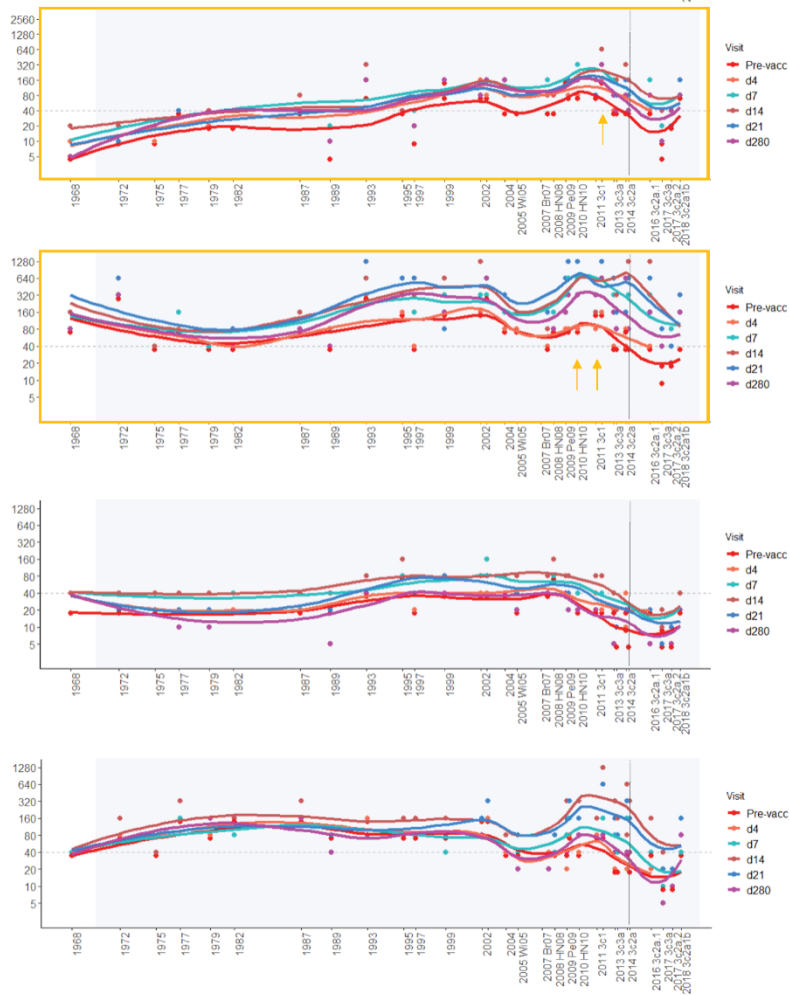 2560
1280
640
320
160
80
40
20
10
5
1968
1972
1975
1977
1979
1982
1987
1989
1993
1995
1997
1999
2002
2004
2005 Wi05
2007 Br07
2008 HN08
2009 Pe09
2010 HN10
2011 3c1
2013 3c3a
2014 3c2a
2016 3c2a.1
2017 3c3a
2017 3c2a_2
2018 3c2a1b
Visit
Pre-vacc
d4
d7
d14
d21
d280
1280
640
320
160
80
40
20
10
5
1968
1972
1975
1977
1979
1982
1987
1989
1993
1995
1997
1999
2002
2004
2005 Wi05
2007 Br07
2008 HN08
2009 Pe09
2010 HN10
2011 3c1
2013 3c3a
2014 3c2a
2016 3c2a.1
2017 3c3a
2017 3c2a_2
2018 3c2a1b
Visit
Pre-vacc
d4
d7
d14
d21
d280
1280
640
320
160
80
40
20
10
5
1968
1972
1975
1977
1979
1982
1987
1989
1993
1995
1997
1999
2002
2004
2005 Wi05
2007 Br07
2008 HN08
2009 Pe09
2010 HN10
2011 3c1
2013 3c3a
2014 3c2a
2016 3c2a.1
2017 3c3a
2017 3c2a_2
2018 3c2a1b
Visit
Pre-vacc
d4
d7
d14
d21
d280
1280
640
320
160
80
40
20
10
5
1968
1972
1975
1977
1979
1982
1987
1989
1993
1995
1997
1999
2002
2004
2005 Wi05
2007 Br07
2008 HN08
2009 Pe09
2010 HN10
2011 3c1
2013 3c3a
2014 3c2a
2016 3c2a.1
2017 3c3a
2017 3c2a_2
2018 3c2a1b
Visit
Pre-vacc
d4
d7
d14
d21
d280